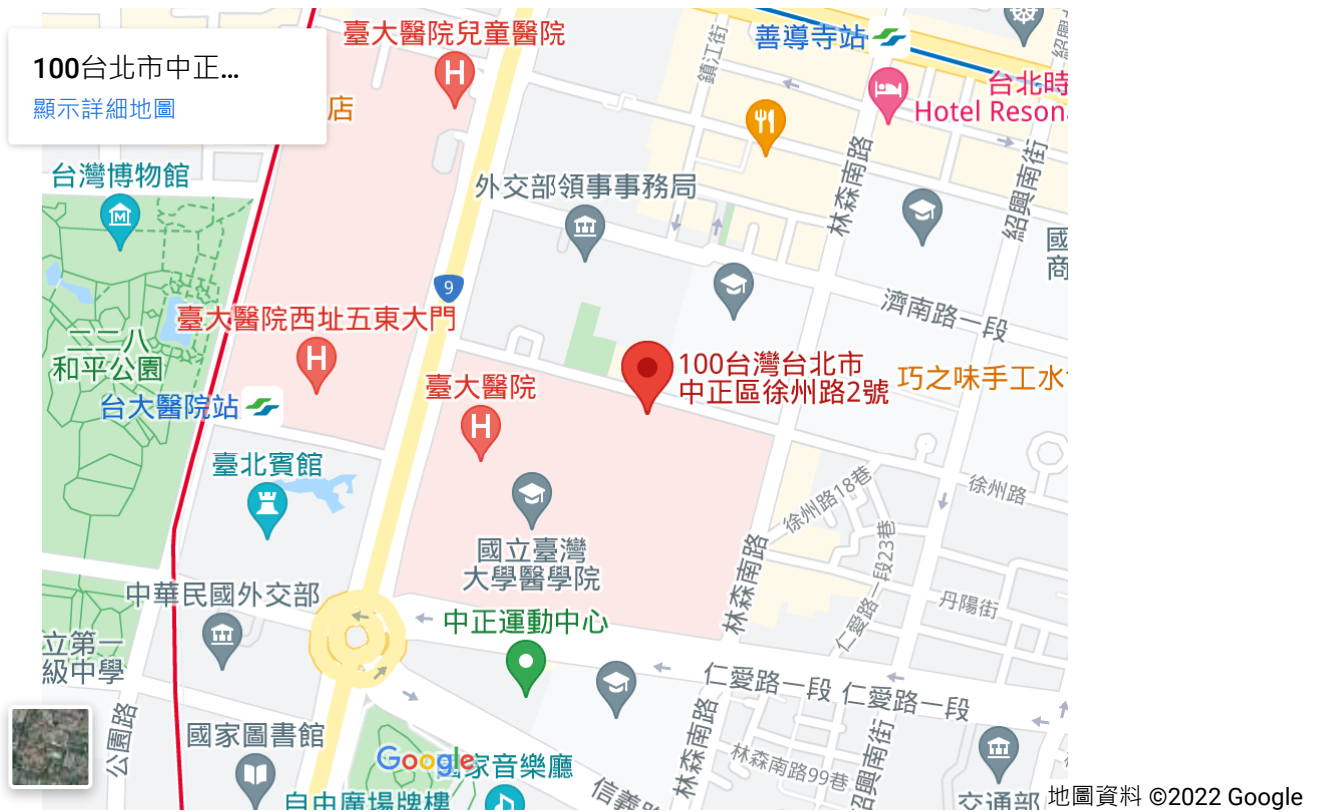 100台北市中正...
顯示詳細地圖
臺大醫院兒童醫院
善導寺站
鎮江街
店
台北時
Hotel Reson
台灣博物館
外交部領事事務局
林森南路
紹興南街
國
商
9
臺大醫院西址五東大門
濟南路一段
二二八
和平公園
100台灣台北市
中正區徐州路2號
巧之味手工水
臺大醫院
台大醫院站
臺北賓館
徐州路18巷
徐州路
國立臺灣
大學醫學院
林森南路
仁愛路一段23巷
中華民國外交部
丹陽街
中正運動中心
立第一
級中學
仁愛路一段
仁愛路一段
公園路
國家圖書館
林森南路
林森南路99巷
紹興南街
Google
家音樂廳
信義路
自由廣場牌樓
交通部
地圖資料 ©2022 Google